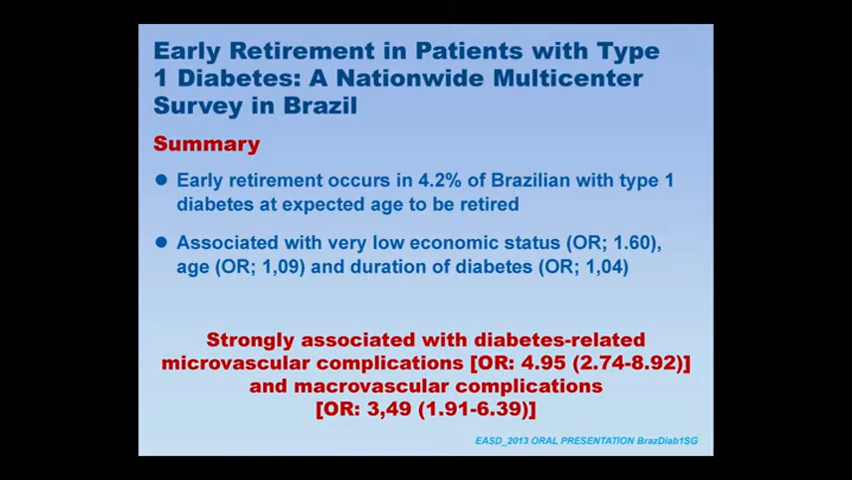 Early Retirement in Patients with Type
1 Diabetes: A Nationwide Multicenter
Survey in Brazil
Summary
● Early retirement occurs in 4.2% of Brazilian with type 1
diabetes at expected age to be retired
● Associated with very low economic status (OR; 1.60),
age (OR; 1,09) and duration of diabetes (OR; 1,04)
Strongly associated with diabetes-related
microvascular complications [OR: 4.95 (2.74-8.92)]
and macrovascular complications
[OR: 3,49 (1.91-6.39)]
EASD_2013 ORAL PRESENTATION BrazDiab1SG